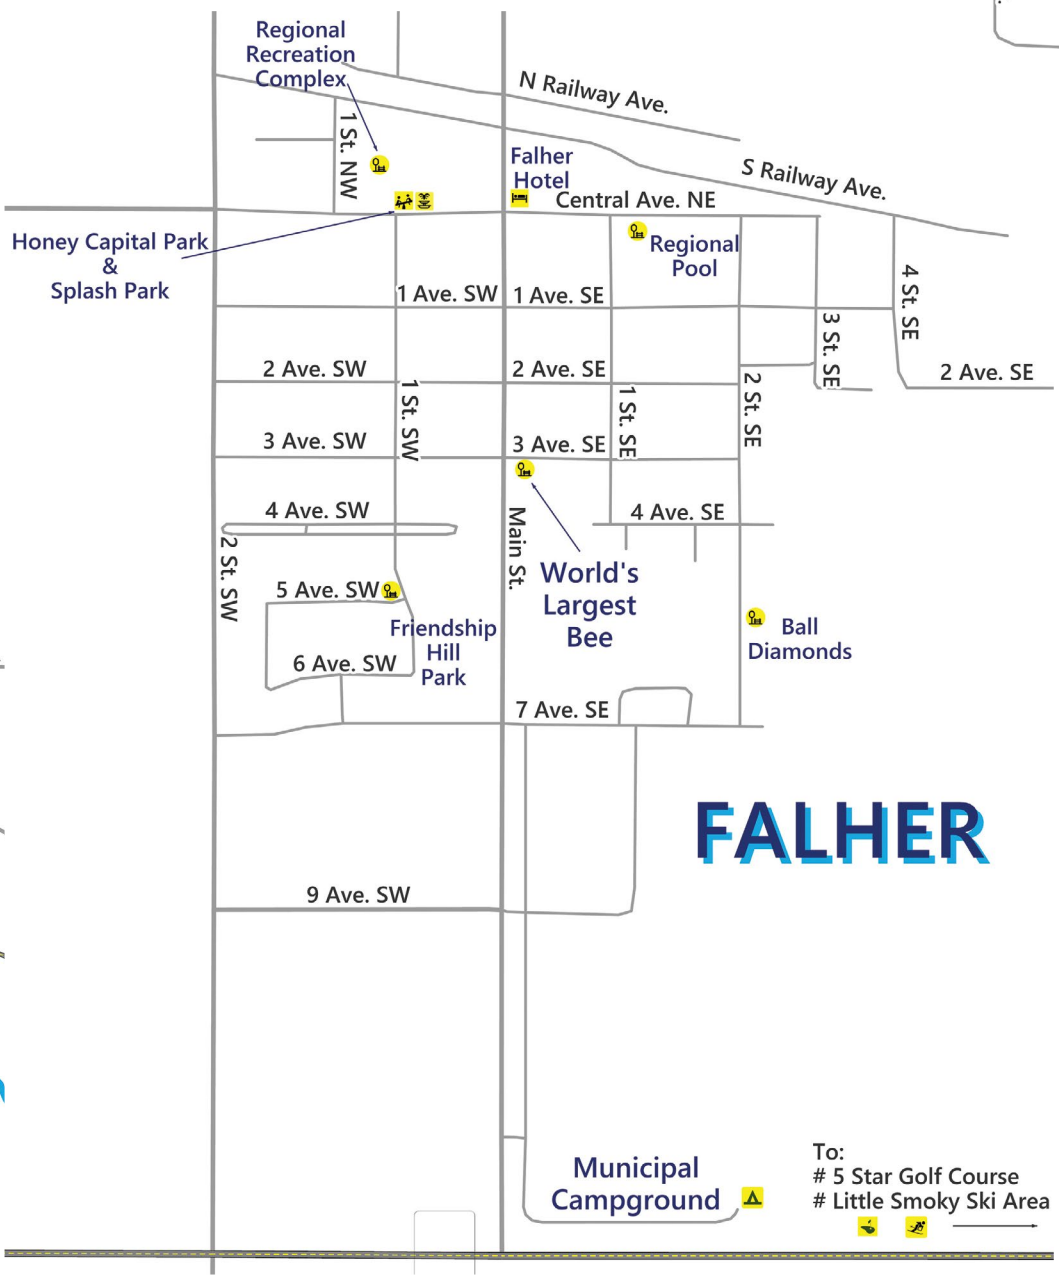 Regional
Recreation
Complex
N Railway Ave.
1 St. NW
Falher
Hotel
S Railway Ave.
Central Ave. NE
Honey Capital Park
&
Splash Park
Regional
Pool
4 St. SE
1 Ave. SW
1 Ave. SE
3 St. SE
2 Ave. SW
2 Ave. SE
2 Ave. SE
1 St. SW
1 St. SE
2 St. SE
3 Ave. SW
3 Ave. SE
4 Ave. SW
Main St.
4 Ave. SE
2 St. SW
World's
Largest
Bee
5 Ave. SW
Friendship
Hill
Park
Ball
Diamonds
6 Ave. SW
7 Ave. SE
FALHER
9 Ave. SW
Municipal
Campground
To:
# 5 Star Golf Course
# Little Smoky Ski Area